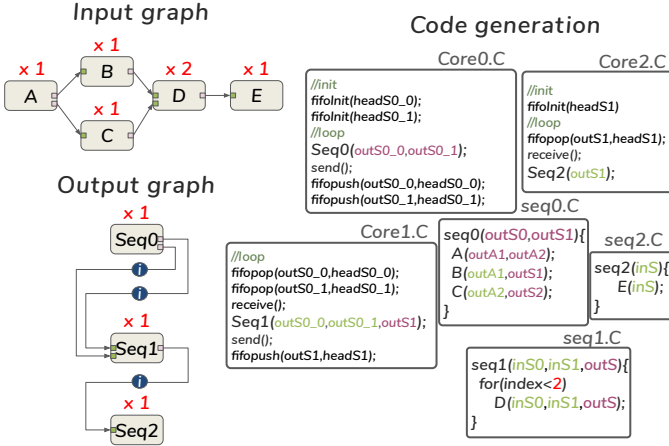 Input graph
× 1
× 1
× 2
× 1
A
B
D
E
× 1
C
Output graph
× 1
Seq0
i
i
× 1
Seq1
i
× 1
Seq2
Code generation
Core0.C
//init
fifoInit(headS0_0);
fifoInit(headS0_1);
//loop
Seq0(outS0_0,outS0_1);
send();
fifopush(outS0_0,headS0_0);
fifopush(outS0_1,headS0_1);
Core2.C
//init
fifoInit(headS1)
//loop
fifopop(outS1,headS1);
receive();
Seq2(outS1);
Core1.C
//loop
fifopop(outS0_0,headS0_0);
fifopop(outS0_1,headS0_1);
receive();
Seq1(outS0_0,outS0_1,outS1);
send();
fifopush(outS1,headS1);
seq0.C
seq0(outS0,outS1){
A(outA1,outA2);
B(outA1,outS1);
C(outA2,outS2);
}
seq2.C
seq2(inS){
E(inS);
}
seq1.C
seq1(inS0,inS1,outS){
for(index<2)
D(inS0,inS1,outS);
}